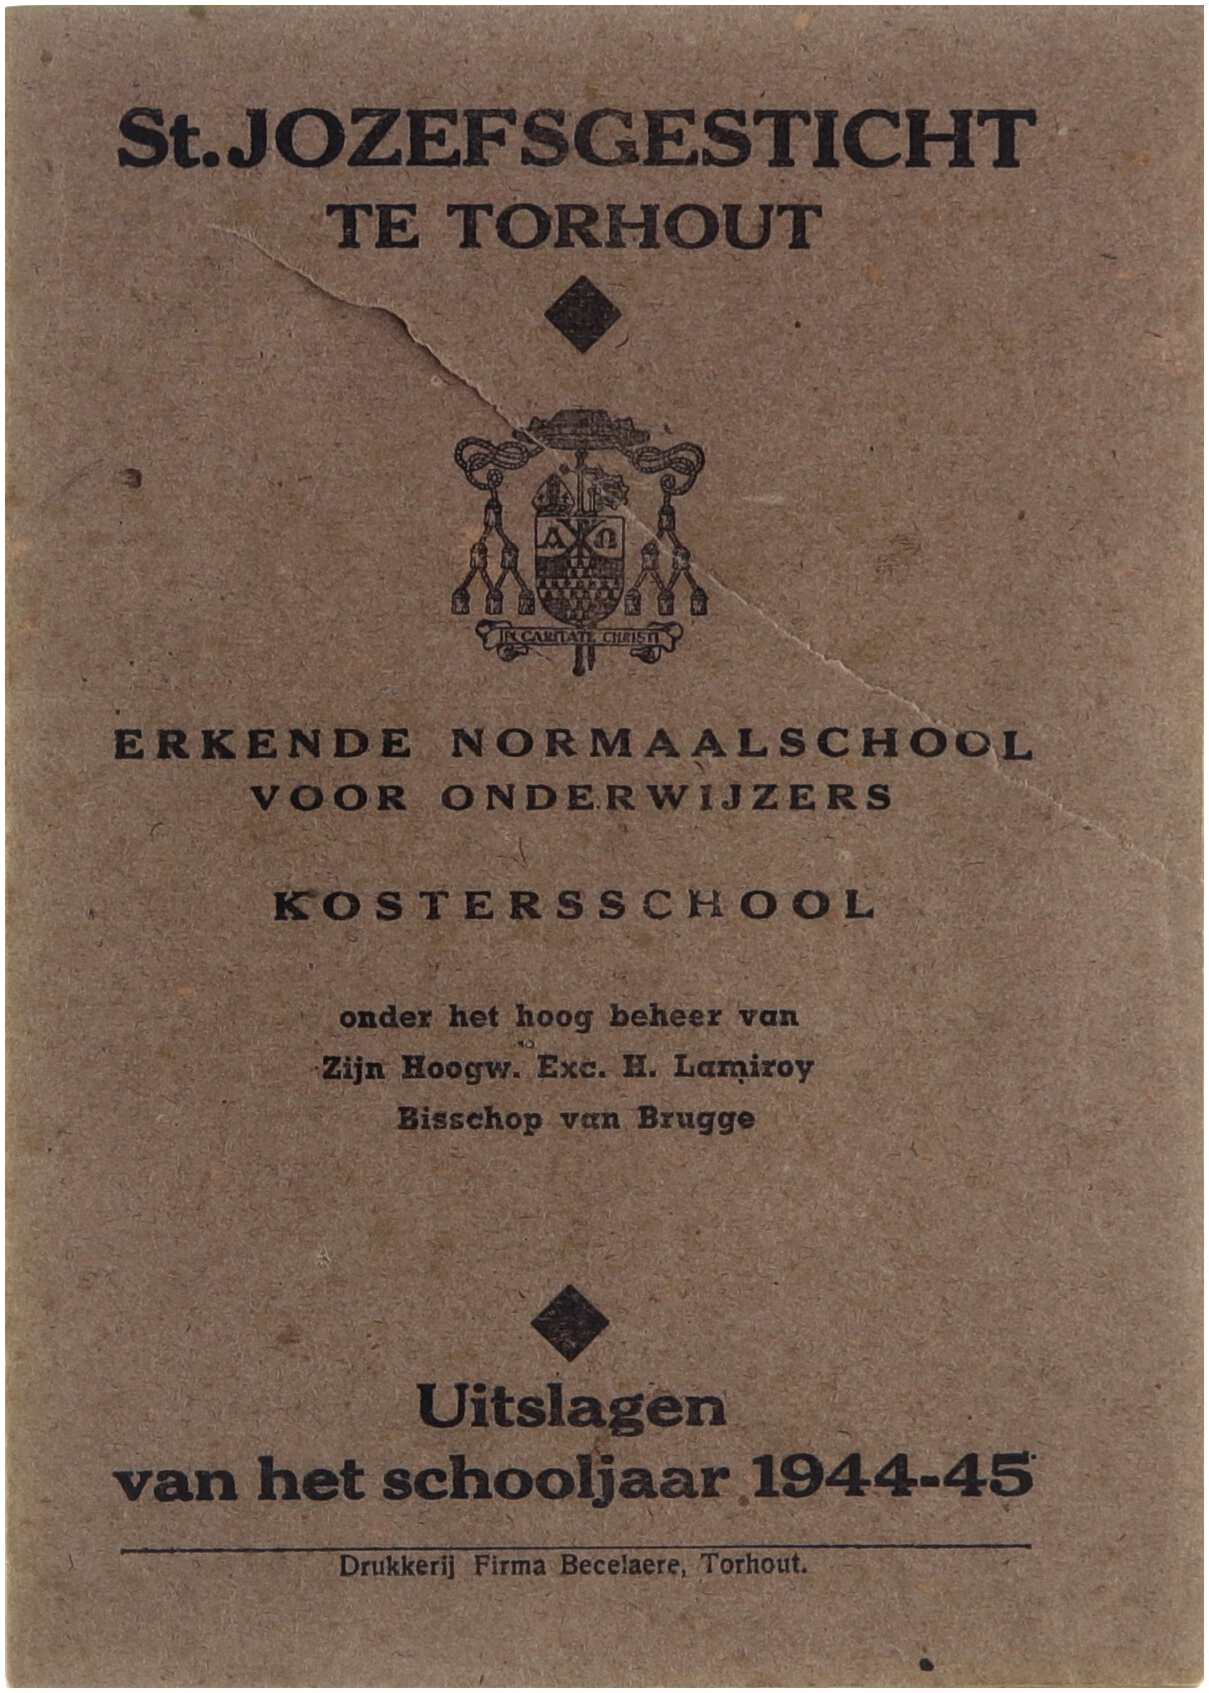 St. JOZEFSGESTICHT
TE TORHOUT
A Ω
IN CARITATE CHRISTI
ERKENDE NORMAALSCHOOL
VOOR ONDERWIJZERS
KOSTERSSCHOOL
onder het hoog beheer van
Zijn Hoogw. Exc. H. Lamiroy
Bisschop van Brugge
Uitslagen
van het schooljaar 1944-45
Drukkerij Firma Becelaere, Torhout.